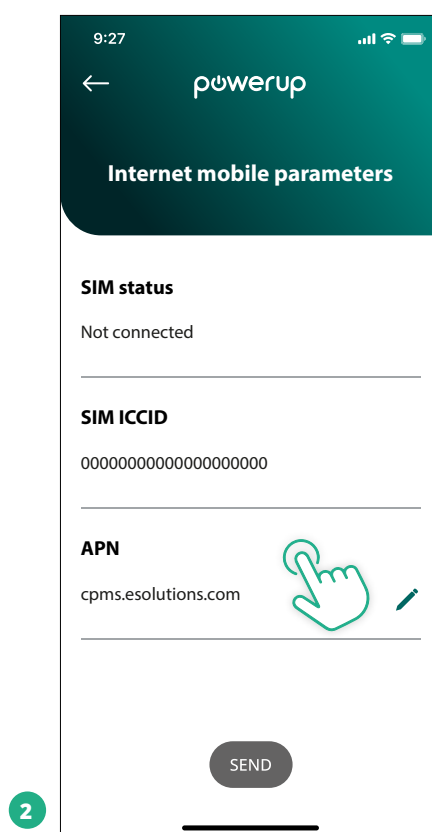 9:27
powerup
Internet mobile parameters
SIM status
Not connected
SIM ICCID
00000000000000000000
APN
cpms.esolutions.com
SEND
2